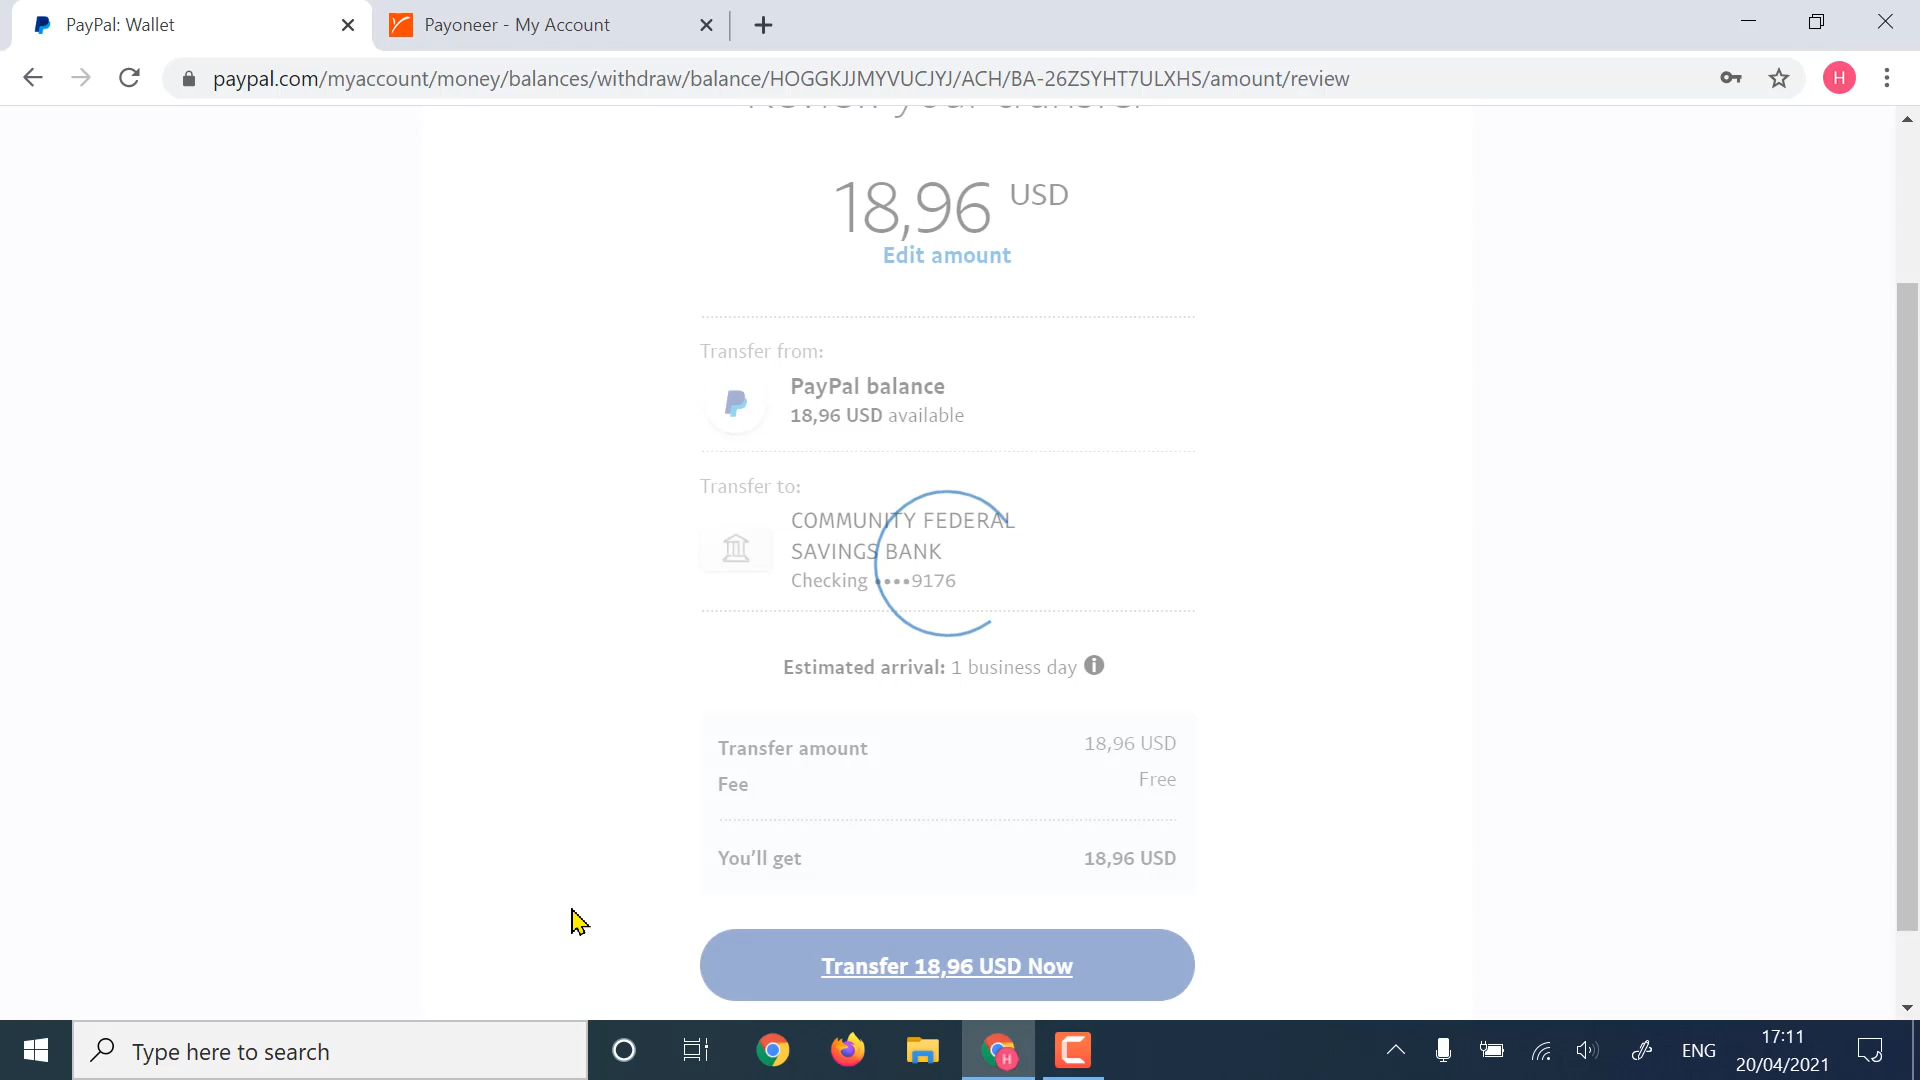 PayPal: Wallet
Payoneer - My Account
paypal.com/myaccount/money/balances/withdraw/balance/HOGGKJJMYVUCJYJ/ACH/BA-26ZSYHT7ULXHS/amount/review
H
Review your transfer
18,96 USD
Edit amount
Transfer from:
PayPal balance
18,96 USD available
Transfer to:
COMMUNITY FEDERAL
SAVINGS BANK
Checking ••••9176
Estimated arrival: 1 business day
Transfer amount 18,96 USD
Fee Free
You'll get 18,96 USD
Transfer 18,96 USD Now
Type here to search
H
ENG
17:11
20/04/2021